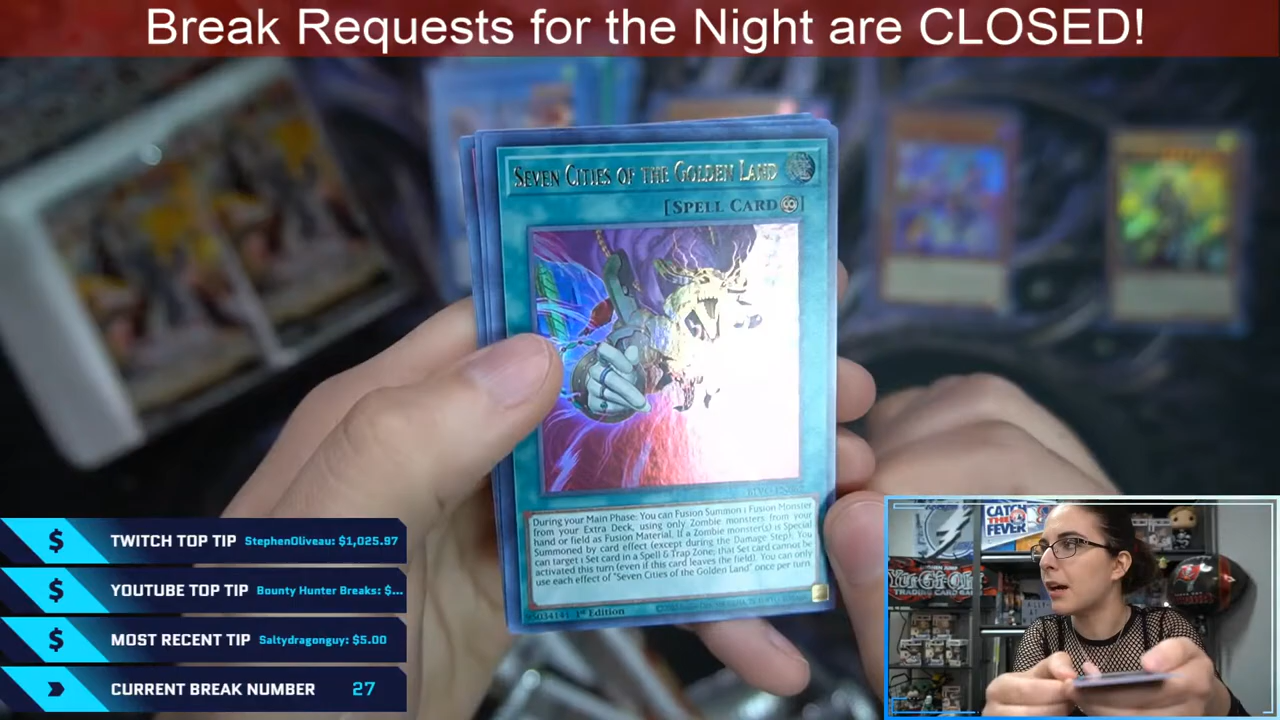 Break Requests for the Night are CLOSED!
SEVEN CITIES OF THE GOLDEN LAND
[SPELL CARD]
During your Main Phase: You can Fusion Summon 1 Fusion Monster
from your Extra Deck, using only Zombie monsters from your
hand or field as Fusion Material. If a Zombie monster(s) is Special
Summoned by card effect (except during the Damage Step): You
can target 1 Set card in a Spell & Trap Zone; that Set card cannot be
activated this turn (even if this card leaves the field). You can only
use each effect of "Seven Cities of the Golden Land" once per turn.
1st Edition
TWITCH TOP TIP StephenOliveau: $1,025.97
YOUTUBE TOP TIP Bounty Hunter Breaks: $...
MOST RECENT TIP Saltydragonguy: $5.00
CURRENT BREAK NUMBER 27
THE
FEVER
Yu-Gi-Oh!
TRADING CARD GAME